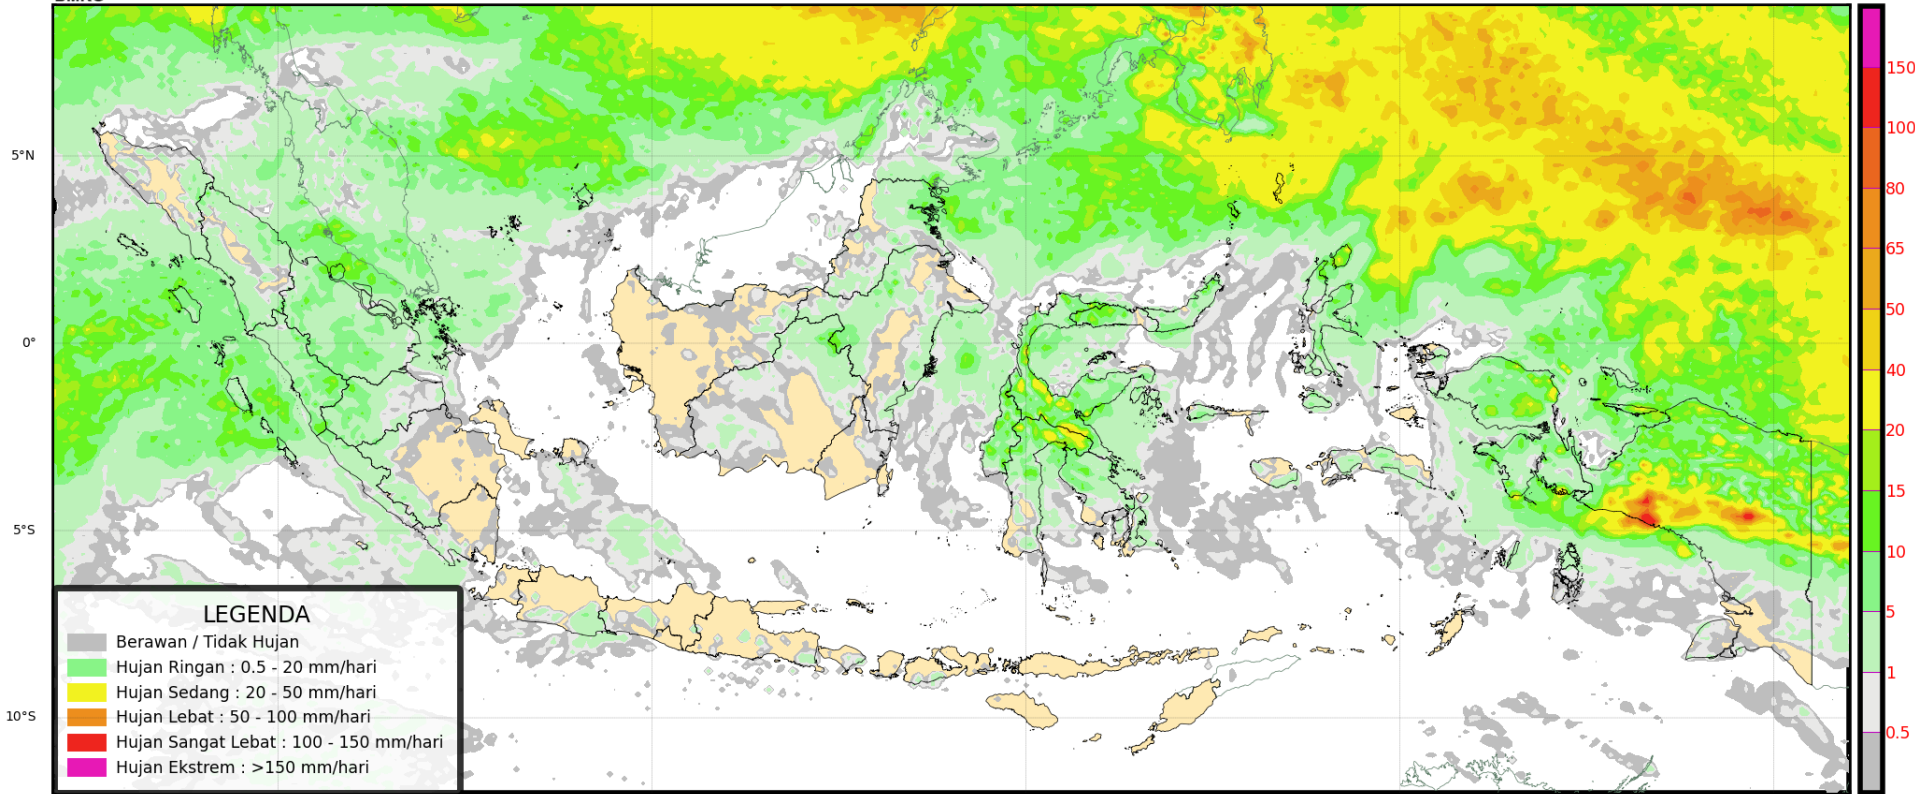 5°N
0°
5°S
10°S
LEGENDA
Berawan / Tidak Hujan
Hujan Ringan : 0.5 - 20 mm/hari
Hujan Sedang : 20 - 50 mm/hari
Hujan Lebat : 50 - 100 mm/hari
Hujan Sangat Lebat : 100 - 150 mm/hari
Hujan Ekstrem : >150 mm/hari
150
100
80
65
50
40
20
15
10
5
1
0.5